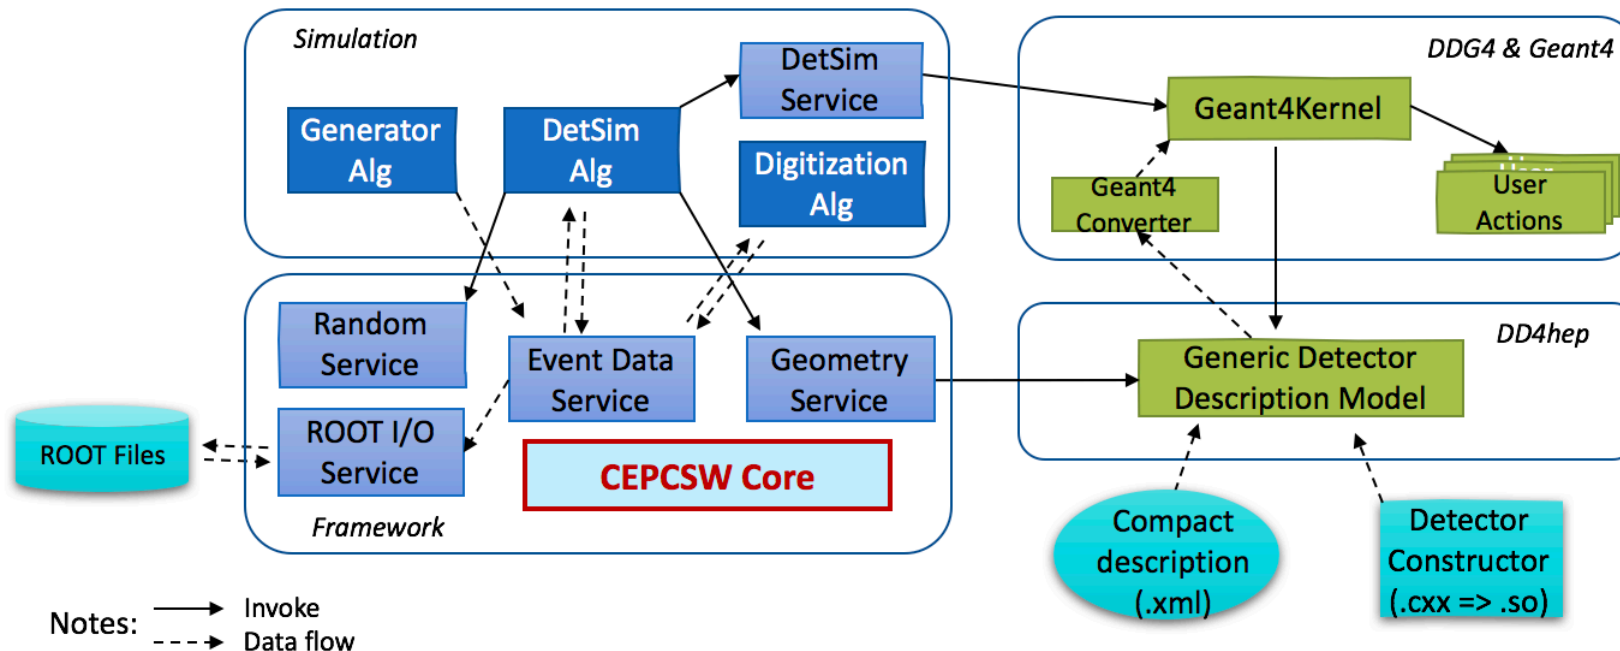 Simulation
DetSim
Service
DDG4 & Geant4
Generator
Alg
DetSim
Alg
Digitization
Alg
Geant4Kernel
Geant4
Converter
User
Actions
Random
Service
Event Data
Service
Geometry
Service
DD4hep
Generic Detector
Description Model
ROOT Files
ROOT I/O
Service
CEPCSW Core
Framework
Compact
description
(.xml)
Detector
Constructor
(.cxx => .so)
Notes:
Invoke
Data flow